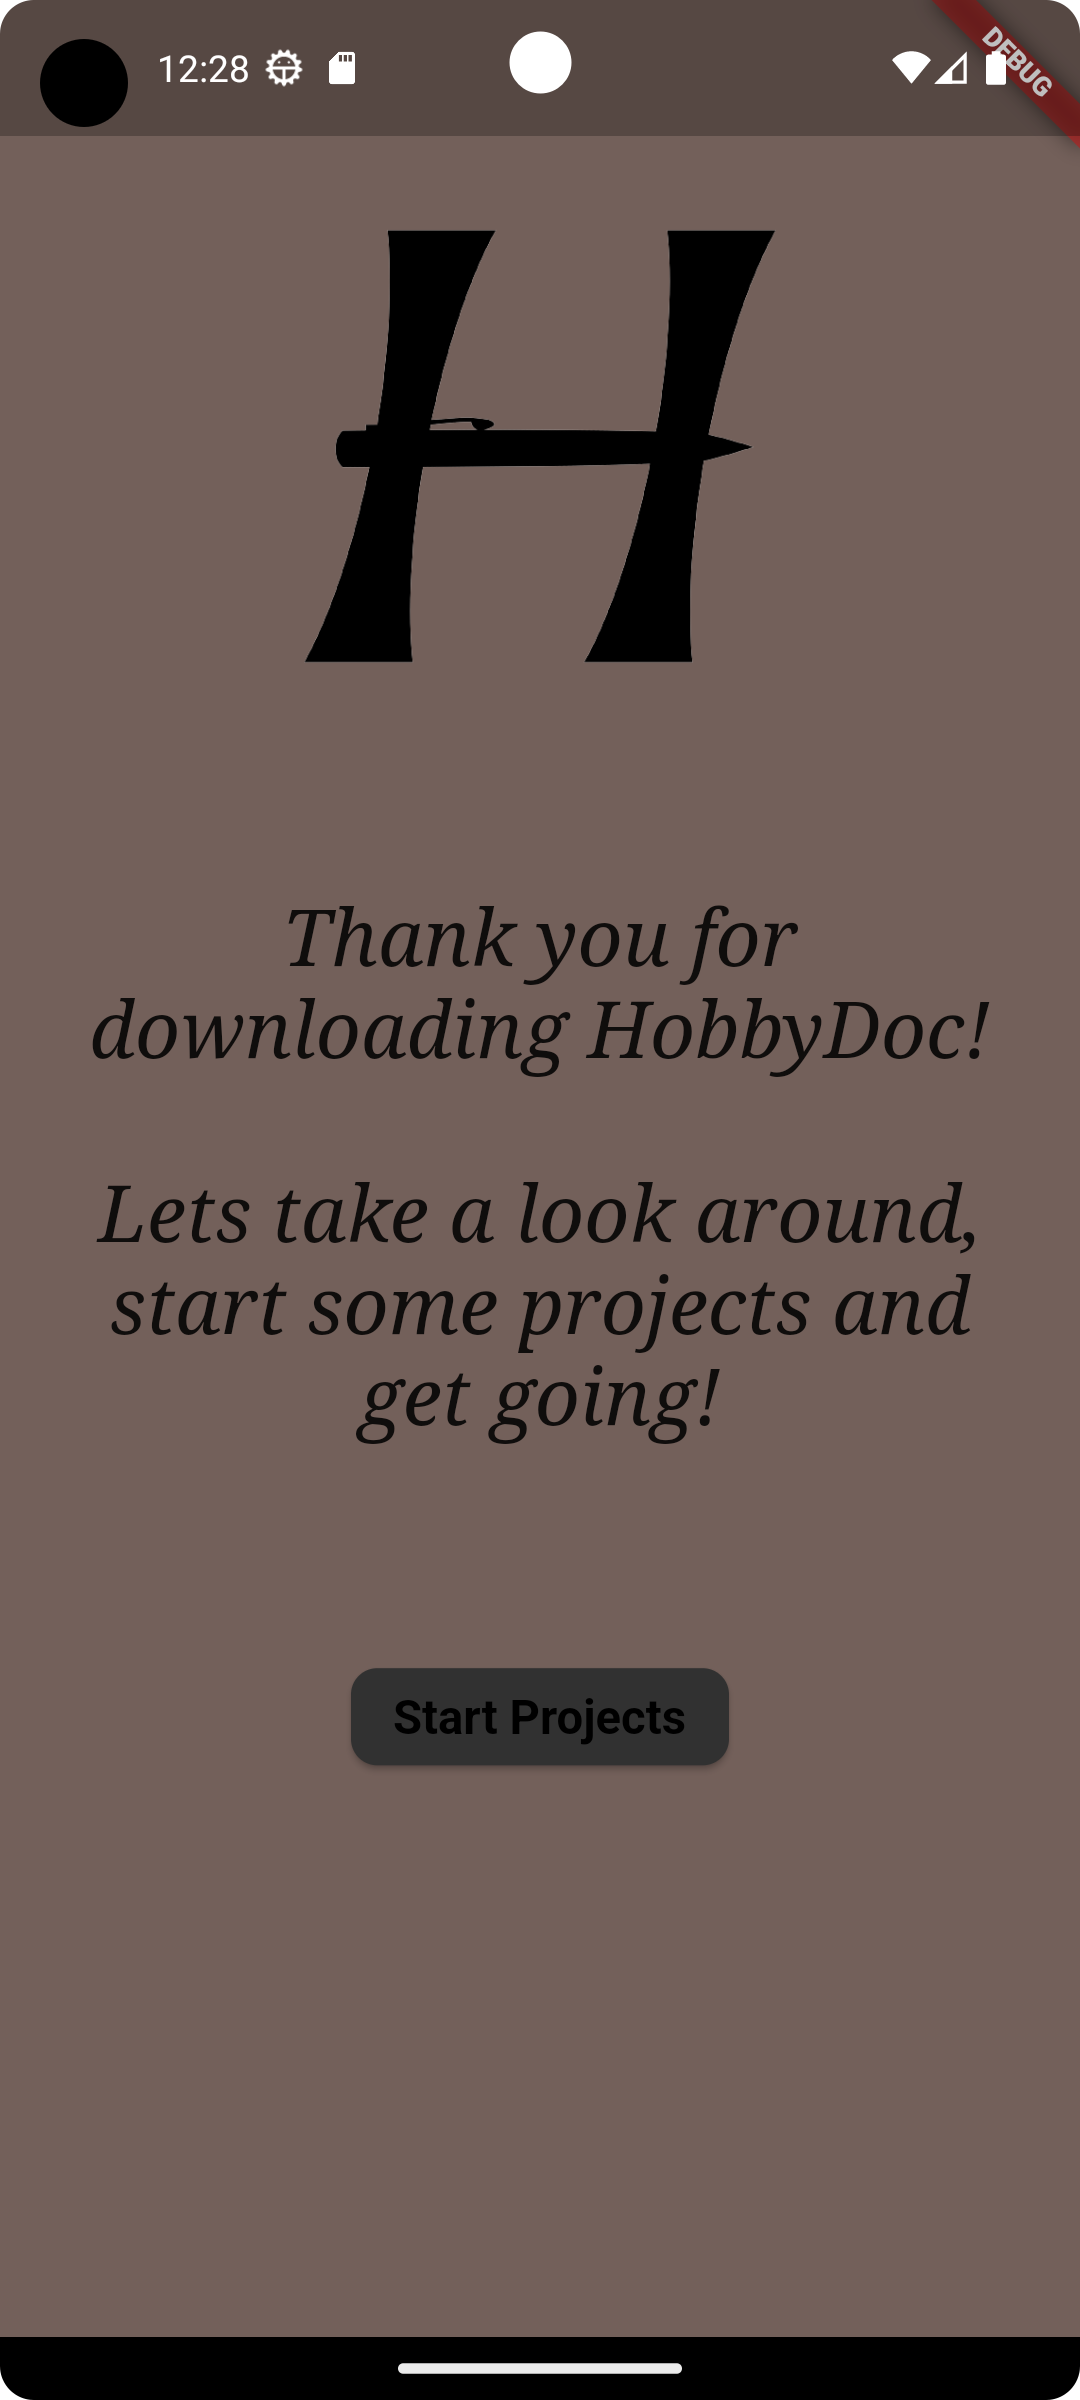 12:28
DEBUG
H
Thank you for
downloading HobbyDoc!
Lets take a look around,
start some projects and
get going!
Start Projects